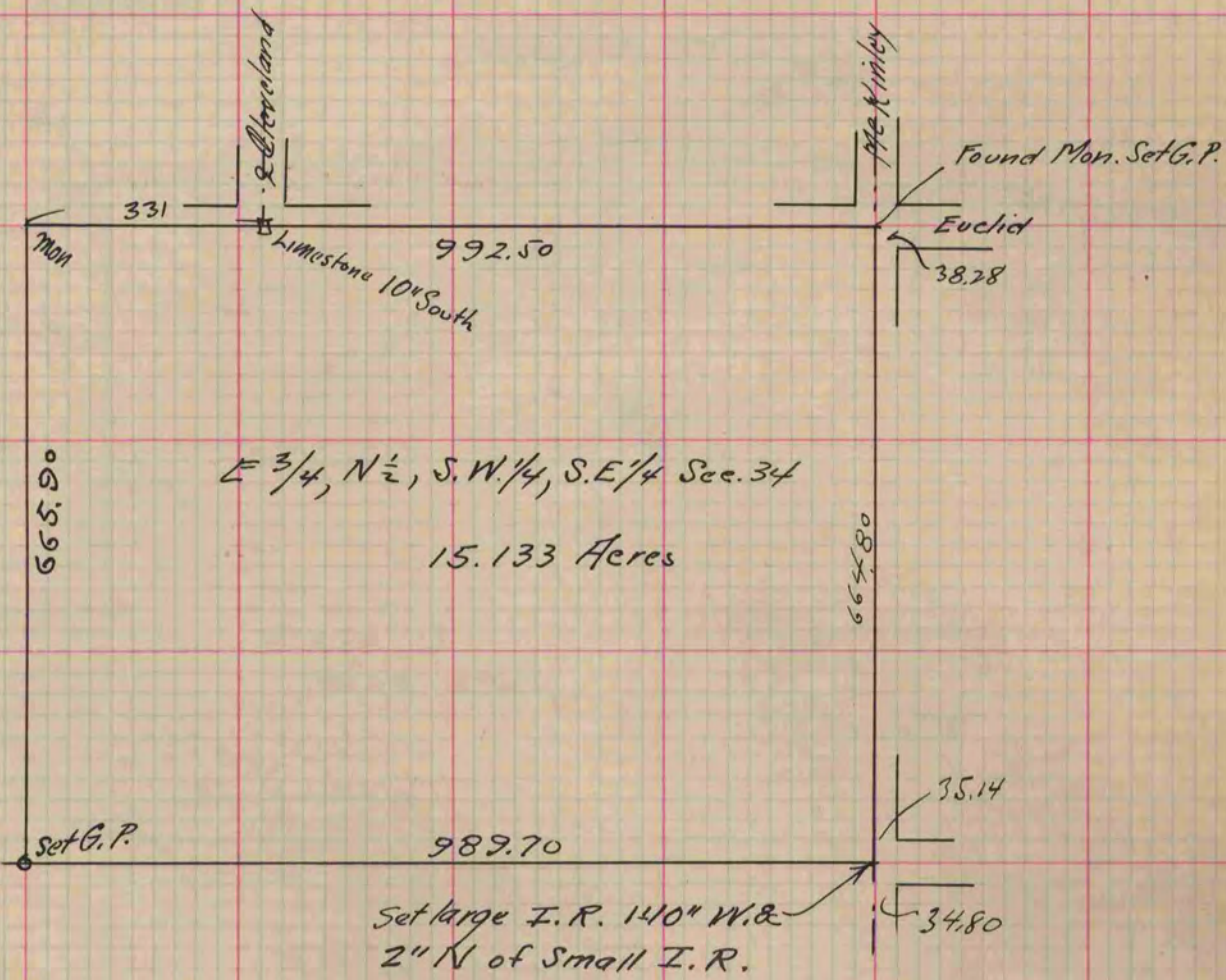 Cleveland
McKinley
Found Mon. Set G.P.
331
Euclid
mon
Limestone 10" South
992.50
38.28
E 3/4, N ½, S.W. 1/4, S.E 1/4 Sec. 34
665.90
15.133 Acres
664.80
35.14
Set G.P.
989.70
Set large I.R. 1'10" W. &
2" N of Small I.R.
34.80